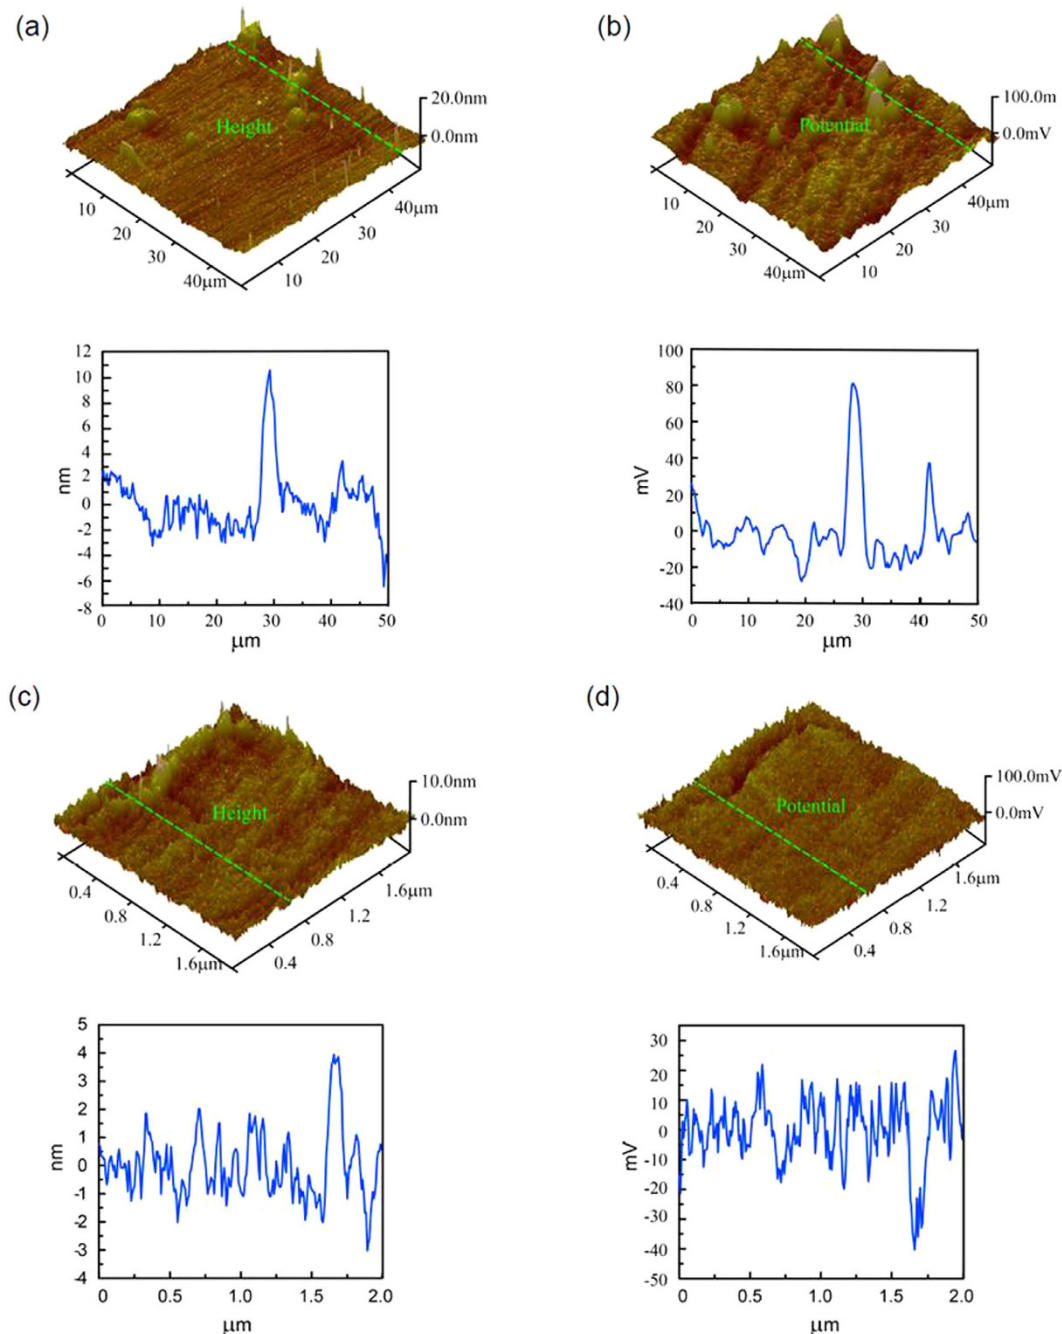 (a)
Height
20.0nm
0.0nm
10
20
30
40μm
10
20
30
40μm
(b)
Potential
100.0m
0.0mV
10
20
30
40μm
10
20
30
40μm
12
10
8
6
4
2
0
-2
-4
-6
-8
nm
0 10 20 30 40 50
μm
100
80
60
40
20
0
-20
-40
mV
0 10 20 30 40 50
μm
(c)
Height
10.0nm
0.0nm
0.4
0.8
1.2
1.6μm
0.4
0.8
1.2
1.6μm
(d)
Potential
100.0mV
0.0mV
0.4
0.8
1.2
1.6μm
0.4
0.8
1.2
1.6μm
5
4
3
2
1
0
-1
-2
-3
-4
nm
0 0.5 1.0 1.5 2.0
μm
30
20
10
0
-10
-20
-30
-40
-50
mV
0 0.5 1.0 1.5 2.0
μm